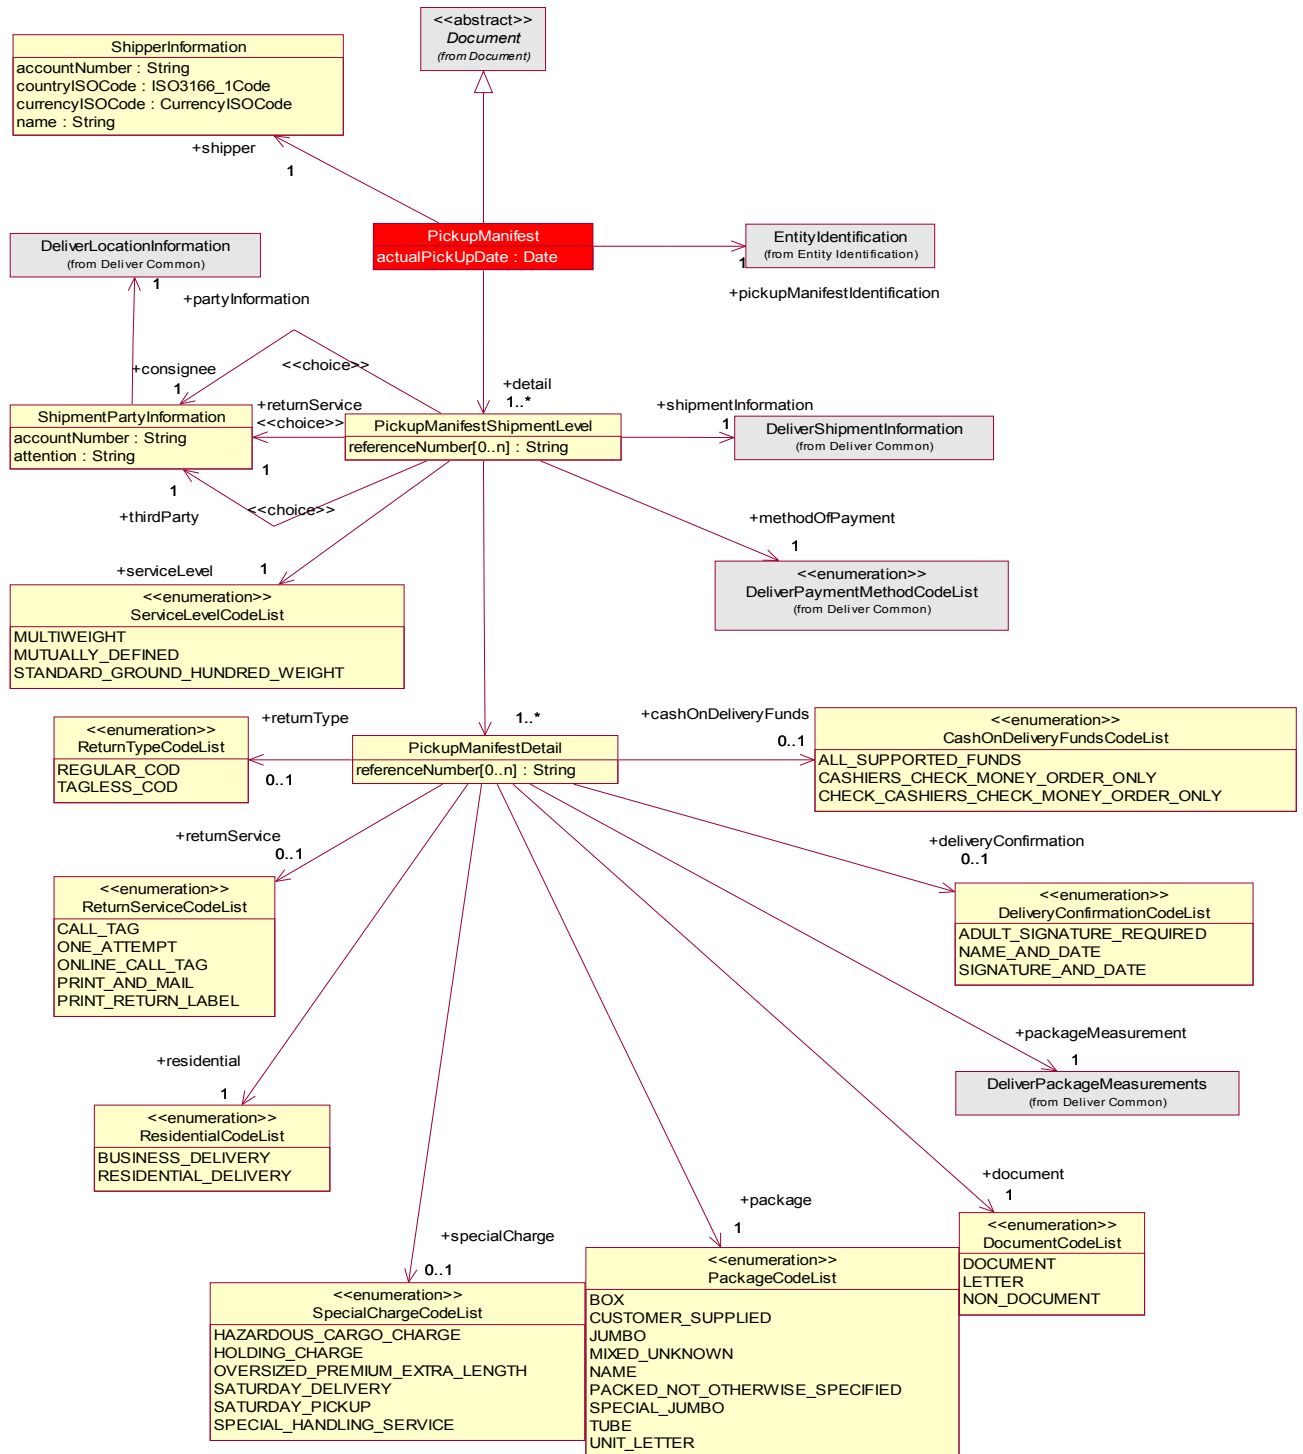 <<abstract>>
Document
(from Document)
ShipperInformation
accountNumber : String
countryISOCode : ISO3166_1Code
currencyISOCode : CurrencyISOCode
name : String
+shipper
1
PickupManifest
actualPickUpDate : Date
EntityIdentification
(from Entity Identification)
1
+pickupManifestIdentification
DeliverLocationInformation
(from Deliver Common)
1
+partyInformation
+consignee
1
<<choice>>
+detail
1..*
ShipmentPartyInformation
accountNumber : String
attention : String
+returnService
<<choice>>
1
PickupManifestShipmentLevel
referenceNumber[0..n] : String
+shipmentInformation
1
DeliverShipmentInformation
(from Deliver Common)
1
+thirdParty
<<choice>>
+methodOfPayment
1
+serviceLevel
1
<<enumeration>>
DeliverPaymentMethodCodeList
(from Deliver Common)
<<enumeration>>
ServiceLevelCodeList
MULTIWEIGHT
MUTUALLY_DEFINED
STANDARD_GROUND_HUNDRED_WEIGHT
<<enumeration>>
ReturnTypeCodeList
REGULAR_COD
TAGLESS_COD
+returnType
0..1
1..*
PickupManifestDetail
referenceNumber[0..n] : String
+cashOnDeliveryFunds
0..1
<<enumeration>>
CashOnDeliveryFundsCodeList
ALL_SUPPORTED_FUNDS
CASHIERS_CHECK_MONEY_ORDER_ONLY
CHECK_CASHIERS_CHECK_MONEY_ORDER_ONLY
+returnService
0..1
+deliveryConfirmation
0..1
<<enumeration>>
ReturnServiceCodeList
CALL_TAG
ONE_ATTEMPT
ONLINE_CALL_TAG
PRINT_AND_MAIL
PRINT_RETURN_LABEL
<<enumeration>>
DeliveryConfirmationCodeList
ADULT_SIGNATURE_REQUIRED
NAME_AND_DATE
SIGNATURE_AND_DATE
+residential
1
+packageMeasurement
1
DeliverPackageMeasurements
(from Deliver Common)
<<enumeration>>
ResidentialCodeList
BUSINESS_DELIVERY
RESIDENTIAL_DELIVERY
+document
1
+package
1
+specialCharge
0..1
<<enumeration>>
DocumentCodeList
DOCUMENT
LETTER
NON_DOCUMENT
<<enumeration>>
SpecialChargeCodeList
HAZARDOUS_CARGO_CHARGE
HOLDING_CHARGE
OVERSIZED_PREMIUM_EXTRA_LENGTH
SATURDAY_DELIVERY
SATURDAY_PICKUP
SPECIAL_HANDLING_SERVICE
<<enumeration>>
PackageCodeList
BOX
CUSTOMER_SUPPLIED
JUMBO
MIXED_UNKNOWN
NAME
PACKED_NOT_OTHERWISE_SPECIFIED
SPECIAL_JUMBO
TUBE
UNIT_LETTER